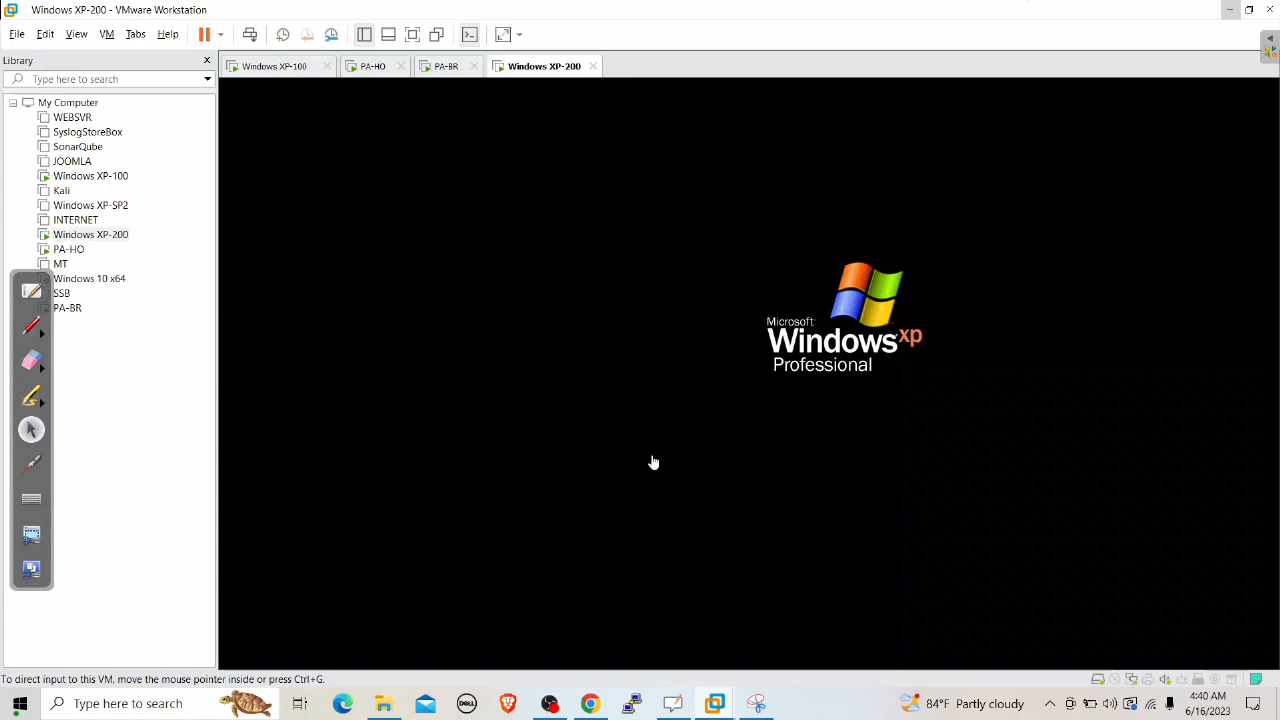 Windows XP-200 - VMware Workstation
File Edit View VM Tabs Help
Library
Type here to search
Windows XP-100 PA-HO PA-BR Windows XP-200
My Computer
WEBSVR
SyslogStoreBox
SonarQube
JOOMLA
Windows XP-100
Kali
Windows XP-SP2
INTERNET
Windows XP-200
PA-HO
MT
Windows 10 x64
SSB
PA-BR
Microsoft
Windows xp
Professional
To direct input to this VM, move the mouse pointer inside or press Ctrl+G.
Type here to search
DELL
84°F Partly cloudy
4:40 AM
6/16/2023